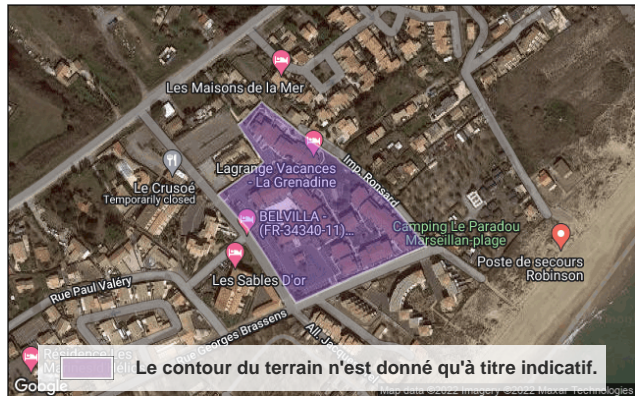 Les Maisons de la Mer
Lagrange Vacances
- La Grenadine
Imp. Ronsard
Le Crusoé
Temporarily closed
BELVILLA -
(FR-34340-11)...
Camping Le Paradou
Marseillan-plage
Poste de secours
Robinson
Les Sables D'or
Rue Paul Valéry
Rue Georges Brassens
All. Jacques
Résidence Les
Le contour du terrain n'est donné qu'à titre indicatif.
Google
Map data ©2022 Imagery ©2022 Maxar Technologies